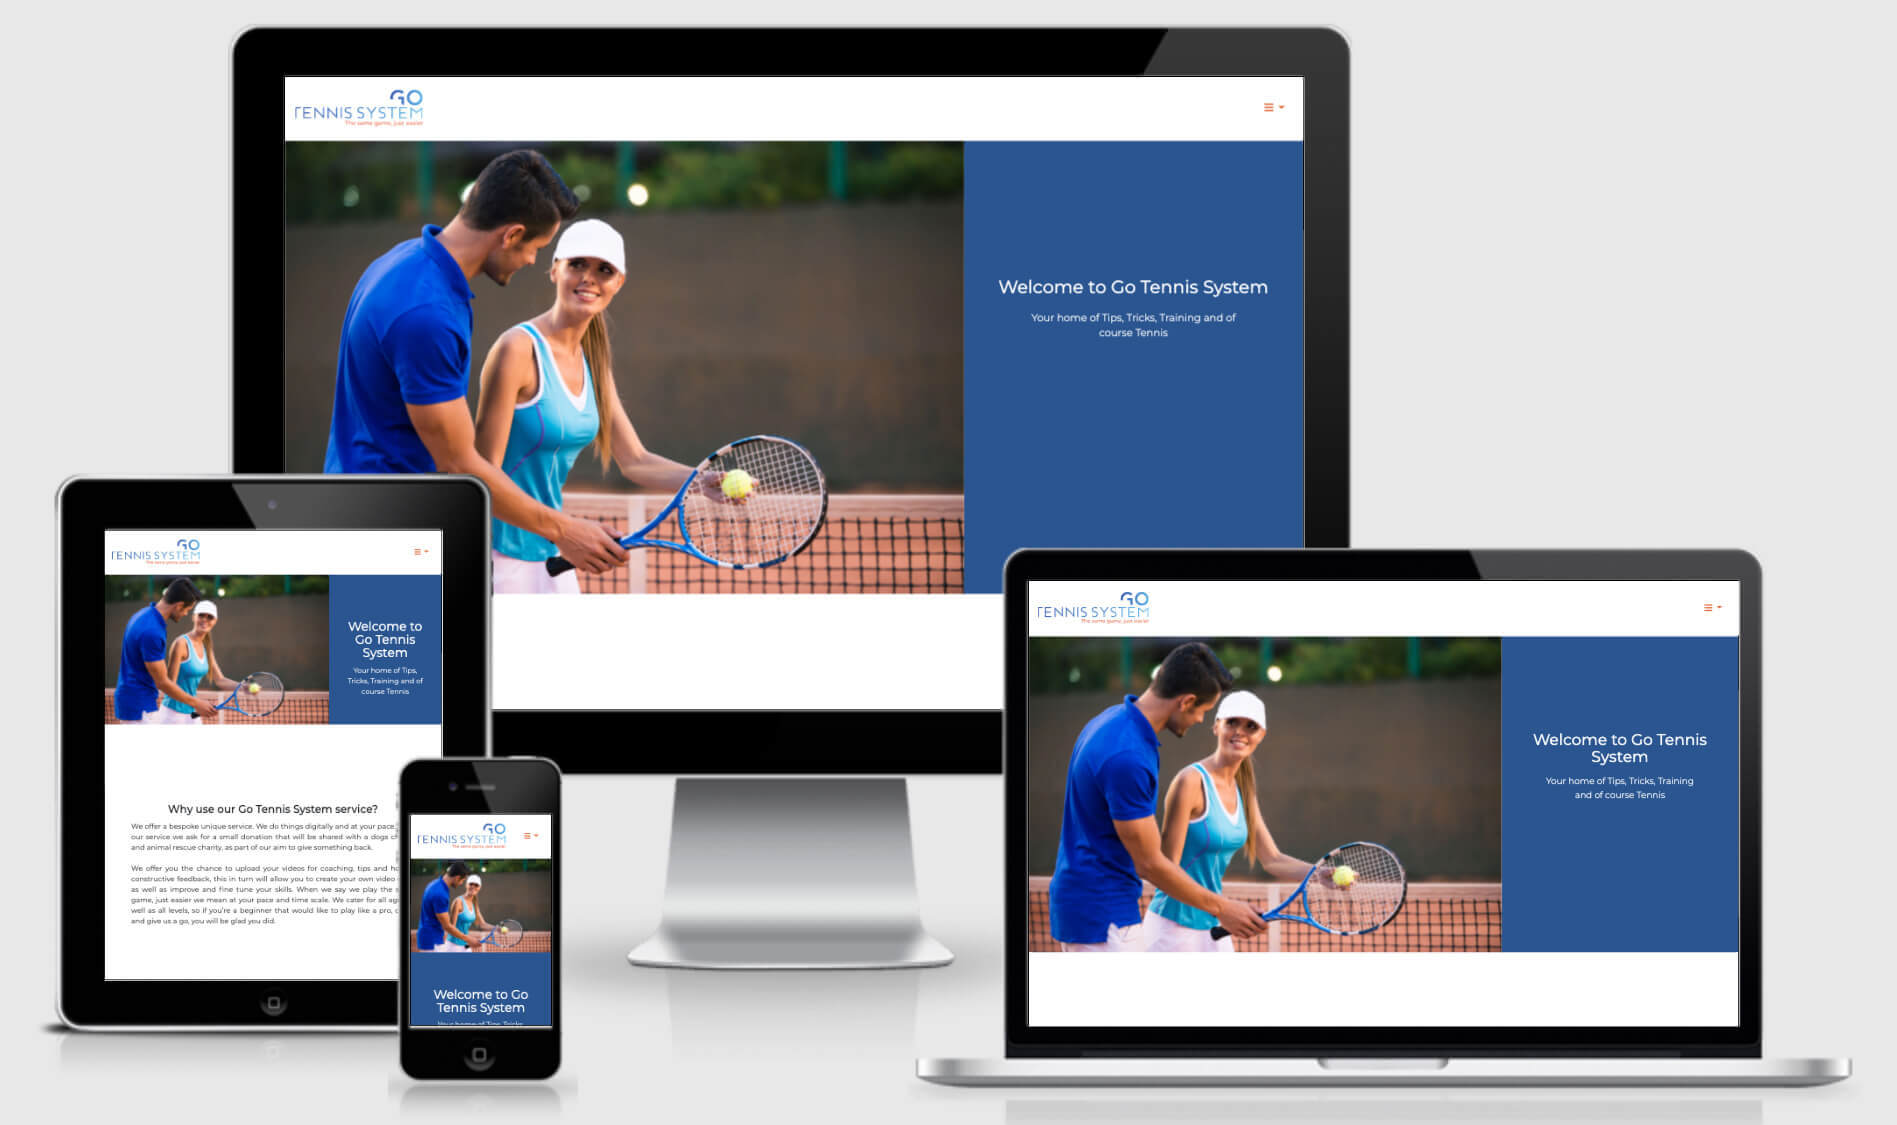 GO
TENNIS SYSTEM
The same game, just easier
Welcome to Go Tennis System
Your home of Tips, Tricks, Training and of
course Tennis
GO
TENNIS SYSTEM
The same game, just easier
Welcome to
Go Tennis
System
Your home of Tips,
Tricks, Training and of
course Tennis
Why use our Go Tennis System service?
We offer a bespoke unique service. We do things digitally and at your pace
our service we ask for a small donation that will be shared with a dogs
and animal rescue charity, as part of our aim to give something back.
We offer you the chance to upload your videos for coaching, tips and
constructive feedback, this in turn will allow you to create your own video
as well as improve and fine tune your skills. When we say we play the
game, just easier we mean at your pace and time scale. We cater for all
well as all levels, so if you're a beginner that would like to play like a pro,
and give us a go, you will be glad you did.
GO
TENNIS SYSTEM
The same game, just easier
Welcome to Go
Tennis System
Your home of Tips, Tricks,
GO
TENNIS SYSTEM
The same game, just easier
Welcome to Go Tennis
System
Your home of Tips, Tricks, Training
and of course Tennis